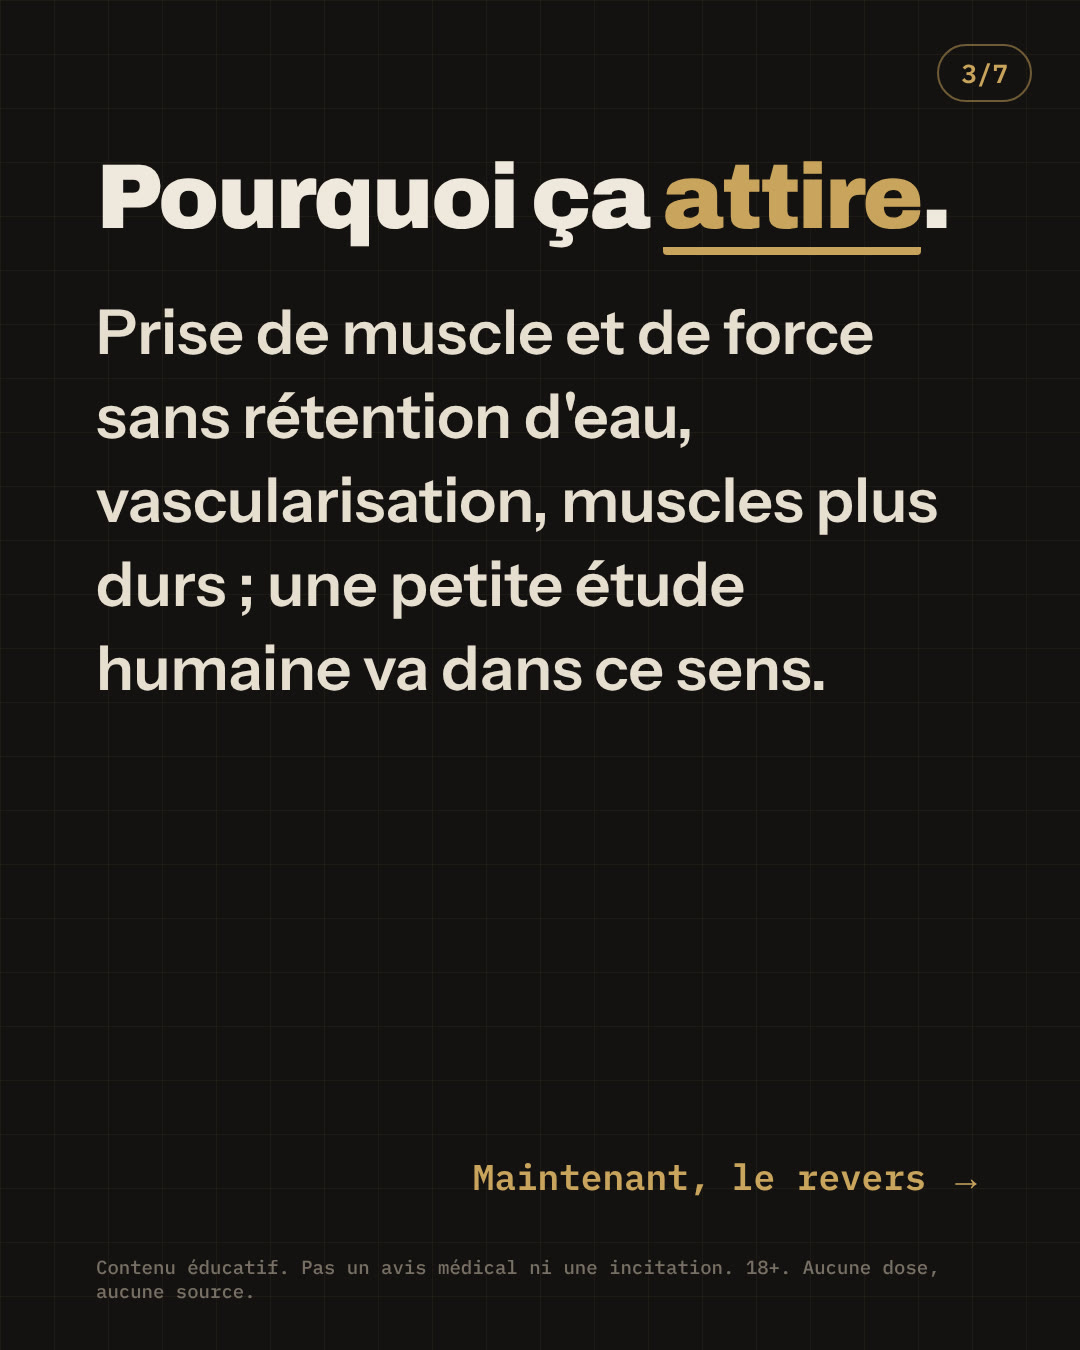 3/7
Pourquoi ça attire.
Prise de muscle et de force
sans rétention d'eau,
vascularisation, muscles plus
durs ; une petite étude
humaine va dans ce sens.
Maintenant, le revers →
Contenu éducatif. Pas un avis médical ni une incitation. 18+. Aucune dose,
aucune source.